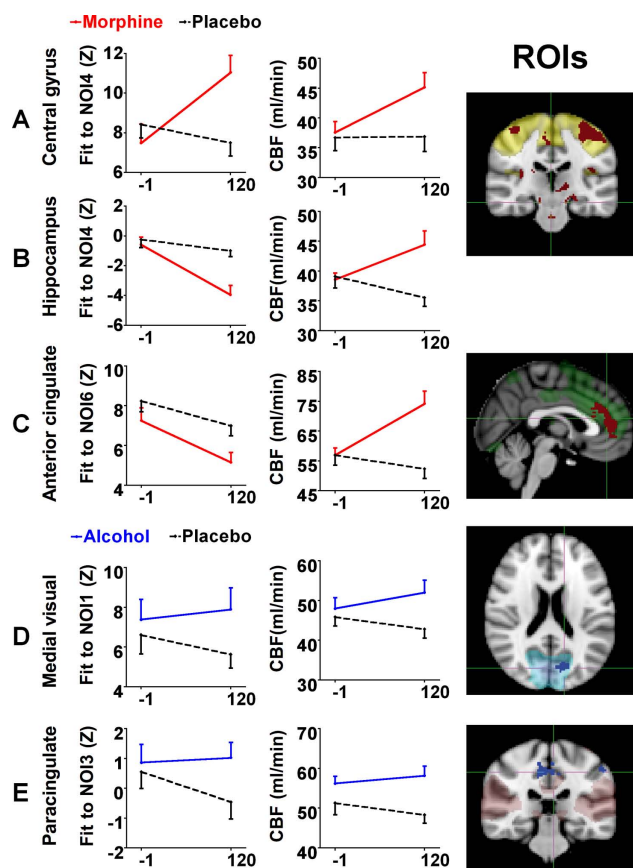 Morphine Placebo
ROIs
A
Central gyrus
Fit to NOI4 (Z)
12
10
8
6
-1 120
CBF (ml/min)
50
45
40
35
30
-1 120
B
Hippocampus
Fit to NOI4 (Z)
2
0
-2
-4
-6
-1 120
CBF(ml/min)
50
45
40
35
30
-1 120
C
Anterior cingulate
Fit to NOI6 (Z)
10
8
6
4
-1 120
CBF (ml/min)
85
75
65
55
45
-1 120
Alcohol Placebo
D
Medial visual
Fit to NOI1 (Z)
10
8
6
4
-1 120
CBF(ml/min)
60
50
40
30
-1 120
E
Paracingulate
Fit to NOI3 (Z)
2
1
0
-1
-2
-1 120
CBF (ml/min)
70
60
50
40
-1 120